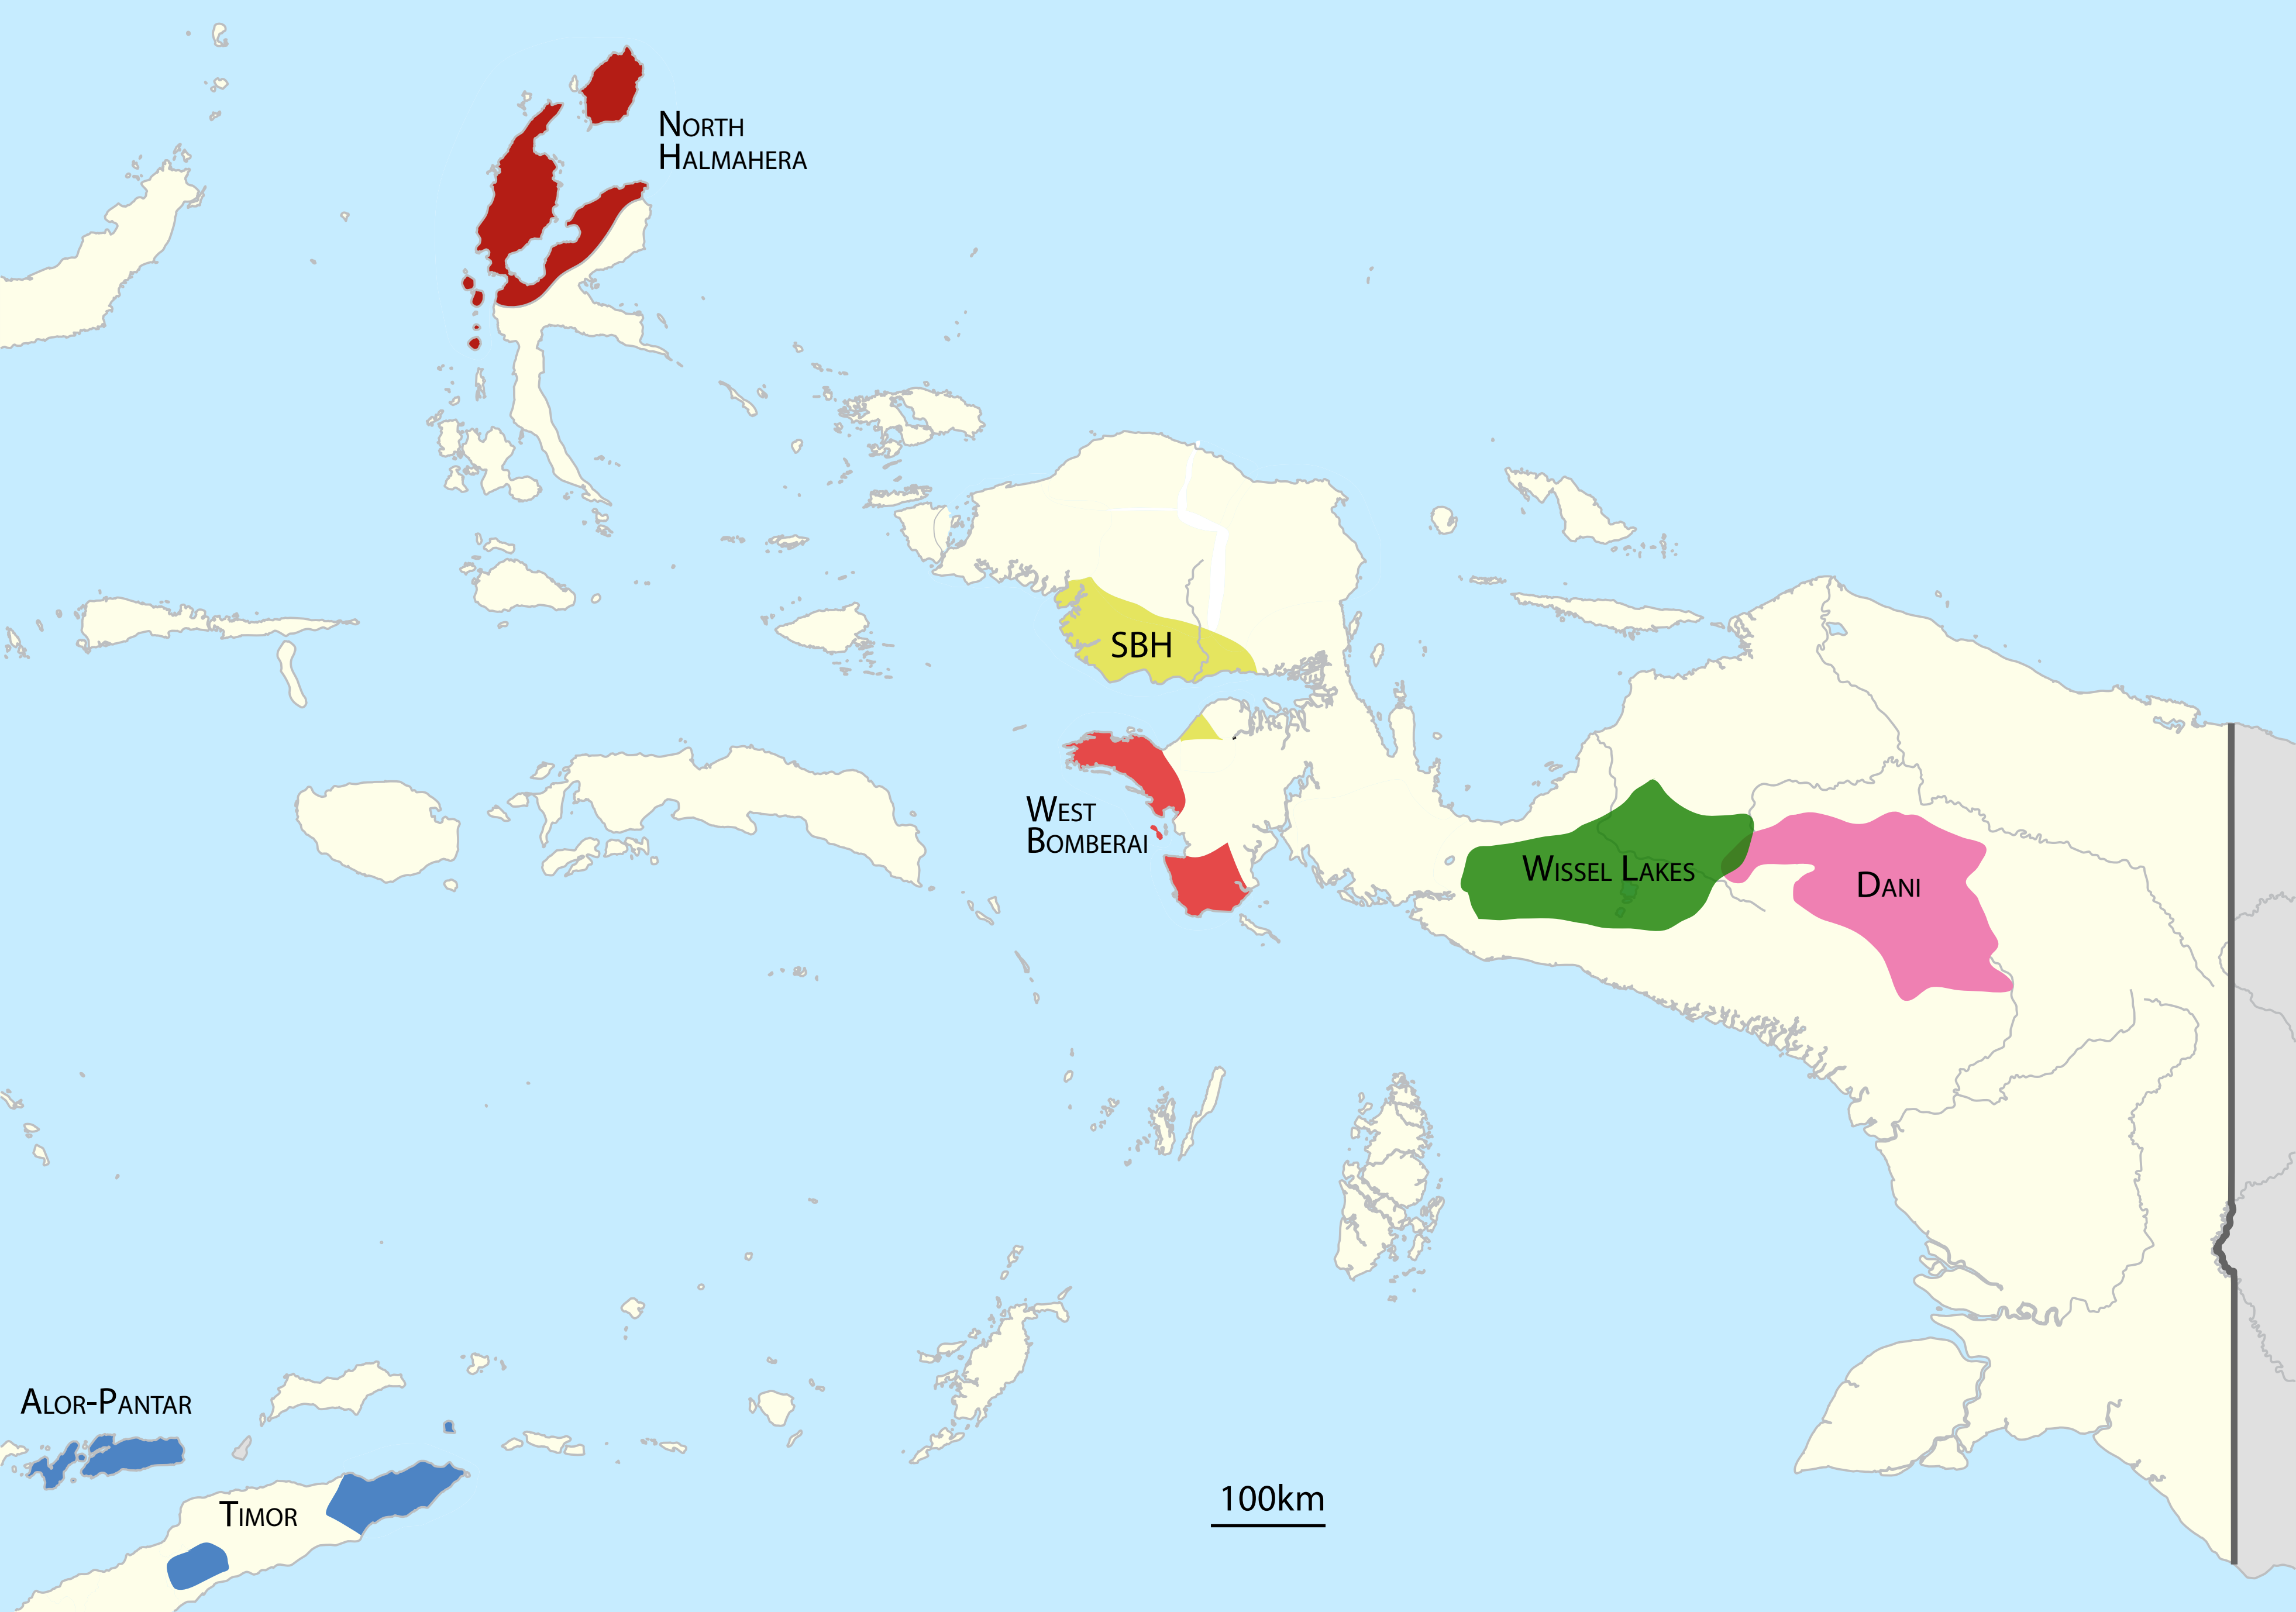 North
Halmahera
SBH
West
Bomberai
Wissel Lakes
Dani
Alor-Pantar
Timor
100km